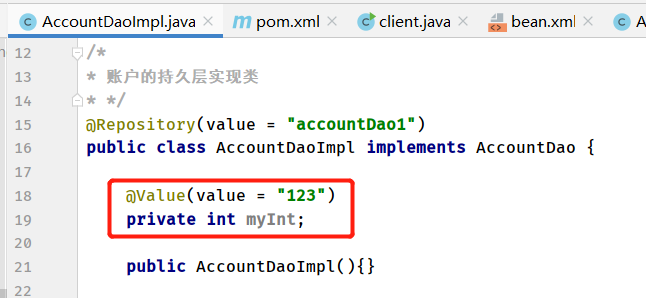 AccountDaoImpl.java × pom.xml × client.java × bean.xml ×
12 /*
13 * 账户的持久层实现类
14 * */
15 @Repository(value = "accountDao1")
16 public class AccountDaoImpl implements AccountDao {
17
18 @Value(value = "123")
19 private int myInt;
20
21 public AccountDaoImpl(){}
22